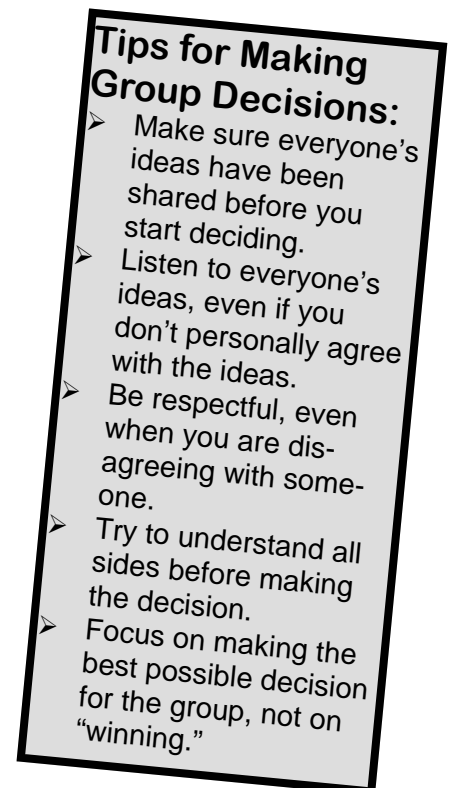 Tips for Making
Group Decisions:
➢ Make sure everyone’s
ideas have been
shared before you
start deciding.
➢ Listen to everyone’s
ideas, even if you
don’t personally agree
with the ideas.
➢ Be respectful, even
when you are dis-
agreeing with some-
one.
➢ Try to understand all
sides before making
the decision.
➢ Focus on making the
best possible decision
for the group, not on
“winning.”